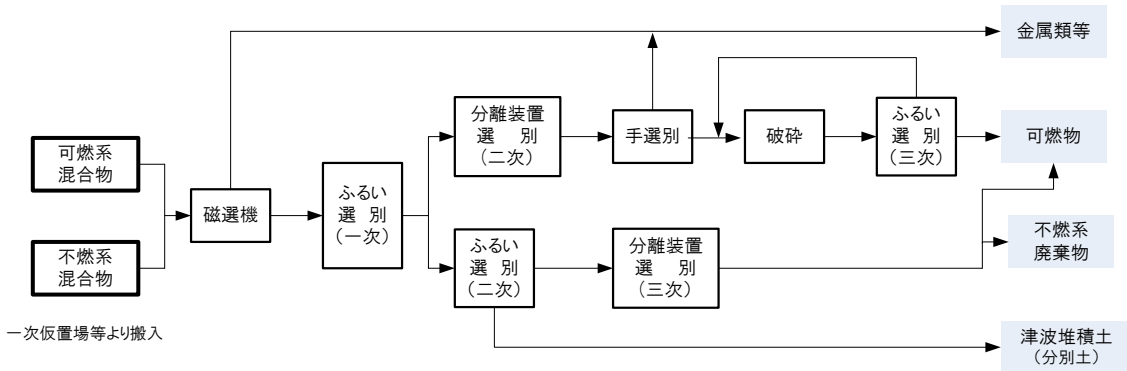 金属類等
分離装置
選　別
（二次）
手選別
破砕
ふるい
選　別
（三次）
可燃物
可燃系
混合物
磁選機
ふるい
選　別
（一次）
不燃系
混合物
ふるい
選　別
（二次）
分離装置
選　別
（三次）
不燃系
廃棄物
一次仮置場等より搬入
津波堆積土
（分別土）